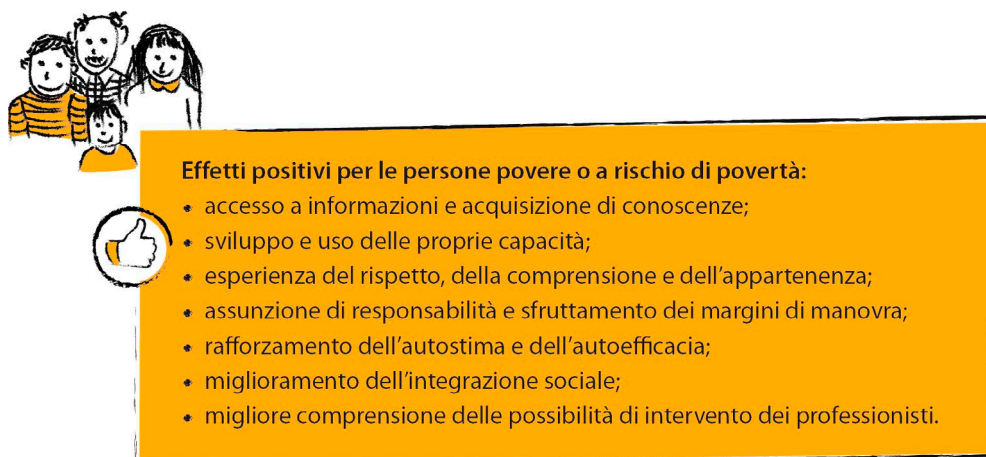 Effetti positivi per le persone povere o a rischio di povertà:
• accesso a informazioni e acquisizione di conoscenze;
• sviluppo e uso delle proprie capacità;
• esperienza del rispetto, della comprensione e dell’appartenenza;
• assunzione di responsabilità e sfruttamento dei margini di manovra;
• rafforzamento dell’autostima e dell’autoefficacia;
• miglioramento dell’integrazione sociale;
• migliore comprensione delle possibilità di intervento dei professionisti.